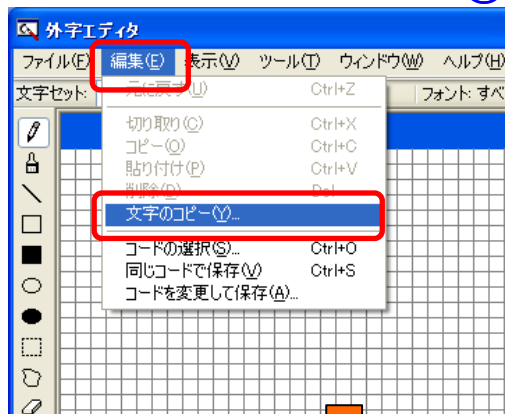 外字エディタ
ファイル(F) 編集(E) 表示(V) ツール(T) ウィンドウ(W) ヘルプ(H)
文字セット: フォント: すべ
元に戻す(U) Ctrl+Z
切り取り(C) Ctrl+X
コピー(O) Ctrl+C
貼り付け(P) Ctrl+V
削除(D) Del
文字のコピー(Y)...
コードの選択(S)... Ctrl+O
同じコードで保存(V) Ctrl+S
コードを変更して保存(A)...